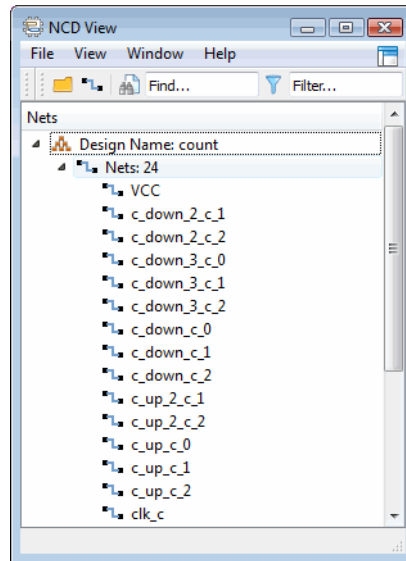 NCD View
File View Window Help
Find... Filter...
Nets
Design Name: count
Nets: 24
VCC
c_down_2_c_1
c_down_2_c_2
c_down_3_c_0
c_down_3_c_1
c_down_3_c_2
c_down_c_0
c_down_c_1
c_down_c_2
c_up_2_c_1
c_up_2_c_2
c_up_c_0
c_up_c_1
c_up_c_2
clk_c